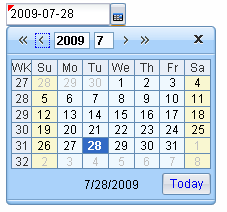 2009-07-28
« ‹ 2009 7 › » x
WK Su Mo Tu We Th Fr Sa
27 28 29 30 1 2 3 4
28 5 6 7 8 9 10 11
29 12 13 14 15 16 17 18
30 19 20 21 22 23 24 25
31 26 27 28 29 30 31 1
32 2 3 4 5 6 7 8
7/28/2009 Today